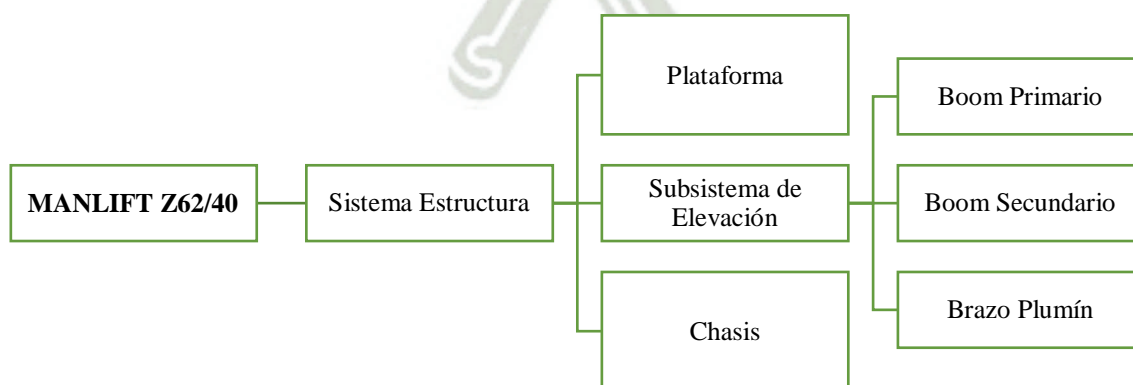 MANLIFT Z62/40
Sistema Estructura
Plataforma
Subsistema de
Elevación
Chasis
Boom Primario
Boom Secundario
Brazo Plumín